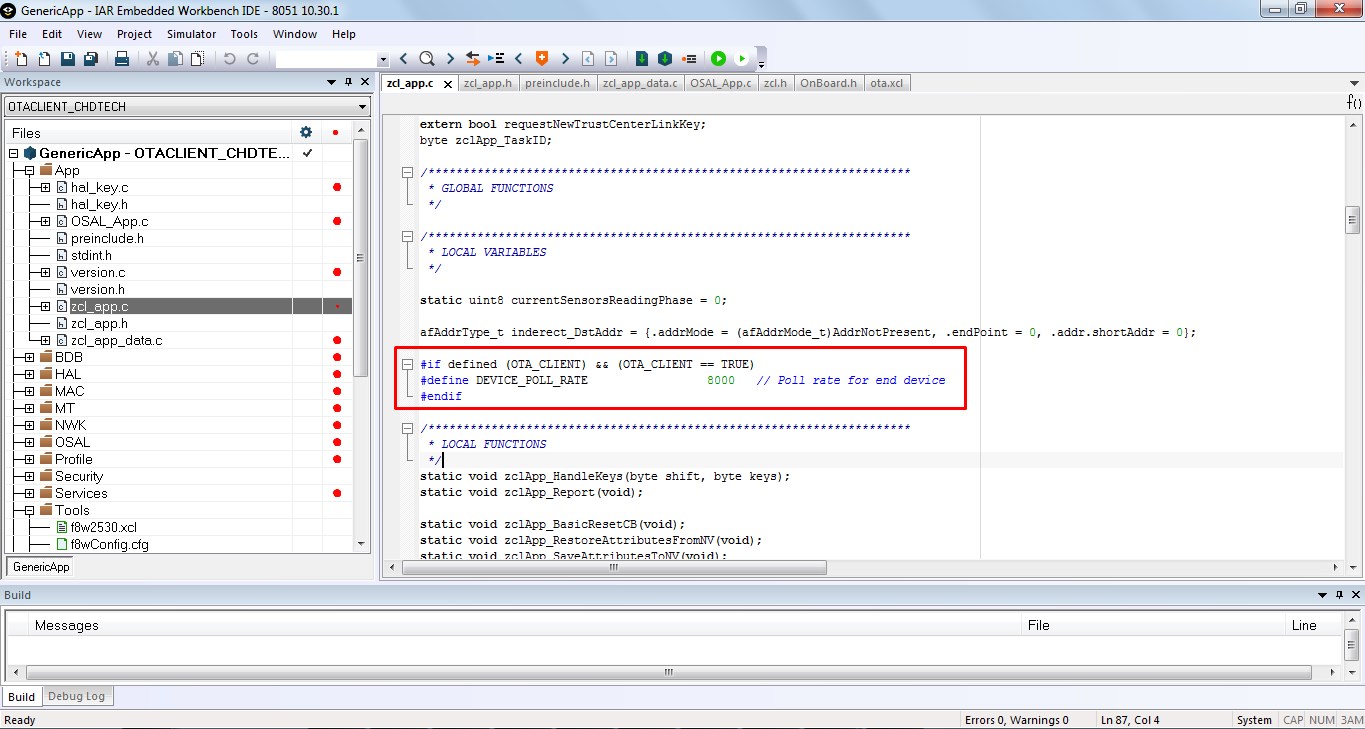 GenericApp - IAR Embedded Workbench IDE - 8051 10.30.1
File Edit View Project Simulator Tools Window Help
Workspace
OTACLIENT_CHDTECH
Files
GenericApp - OTACLIENT_CHDTE...
App
hal_key.c
hal_key.h
OSAL_App.c
preinclude.h
stdint.h
version.c
version.h
zcl_app.c
zcl_app.h
zcl_app_data.c
BDB
HAL
MAC
MT
NWK
OSAL
Profile
Security
Services
Tools
f8w2530.xcl
f8wConfig.cfg
GenericApp
zcl_app.c zcl_app.h preinclude.h zcl_app_data.c OSAL_App.c zcl.h OnBoard.h ota.xcl
f()
extern bool requestNewTrustCenterLinkKey;
byte zclApp_TaskID;
/*********************************************************************
* GLOBAL FUNCTIONS
*/
/*********************************************************************
* LOCAL VARIABLES
*/
static uint8 currentSensorsReadingPhase = 0;
afAddrType_t inderect_DstAddr = {.addrMode = (afAddrMode_t)AddrNotPresent, .endPoint = 0, .addr.shortAddr = 0};
#if defined (OTA_CLIENT) && (OTA_CLIENT == TRUE)
#define DEVICE_POLL_RATE 8000 // Poll rate for end device
#endif
/*********************************************************************
* LOCAL FUNCTIONS
*/
static void zclApp_HandleKeys(byte shift, byte keys);
static void zclApp_Report(void);
static void zclApp_BasicResetCB(void);
static void zclApp_RestoreAttributesFromNV(void);
static void zclApp_SaveAttributesToNV(void);
Build
Messages File Line
Build Debug Log
Ready Errors 0, Warnings 0 Ln 87, Col 4 System CAP NUM 3AM